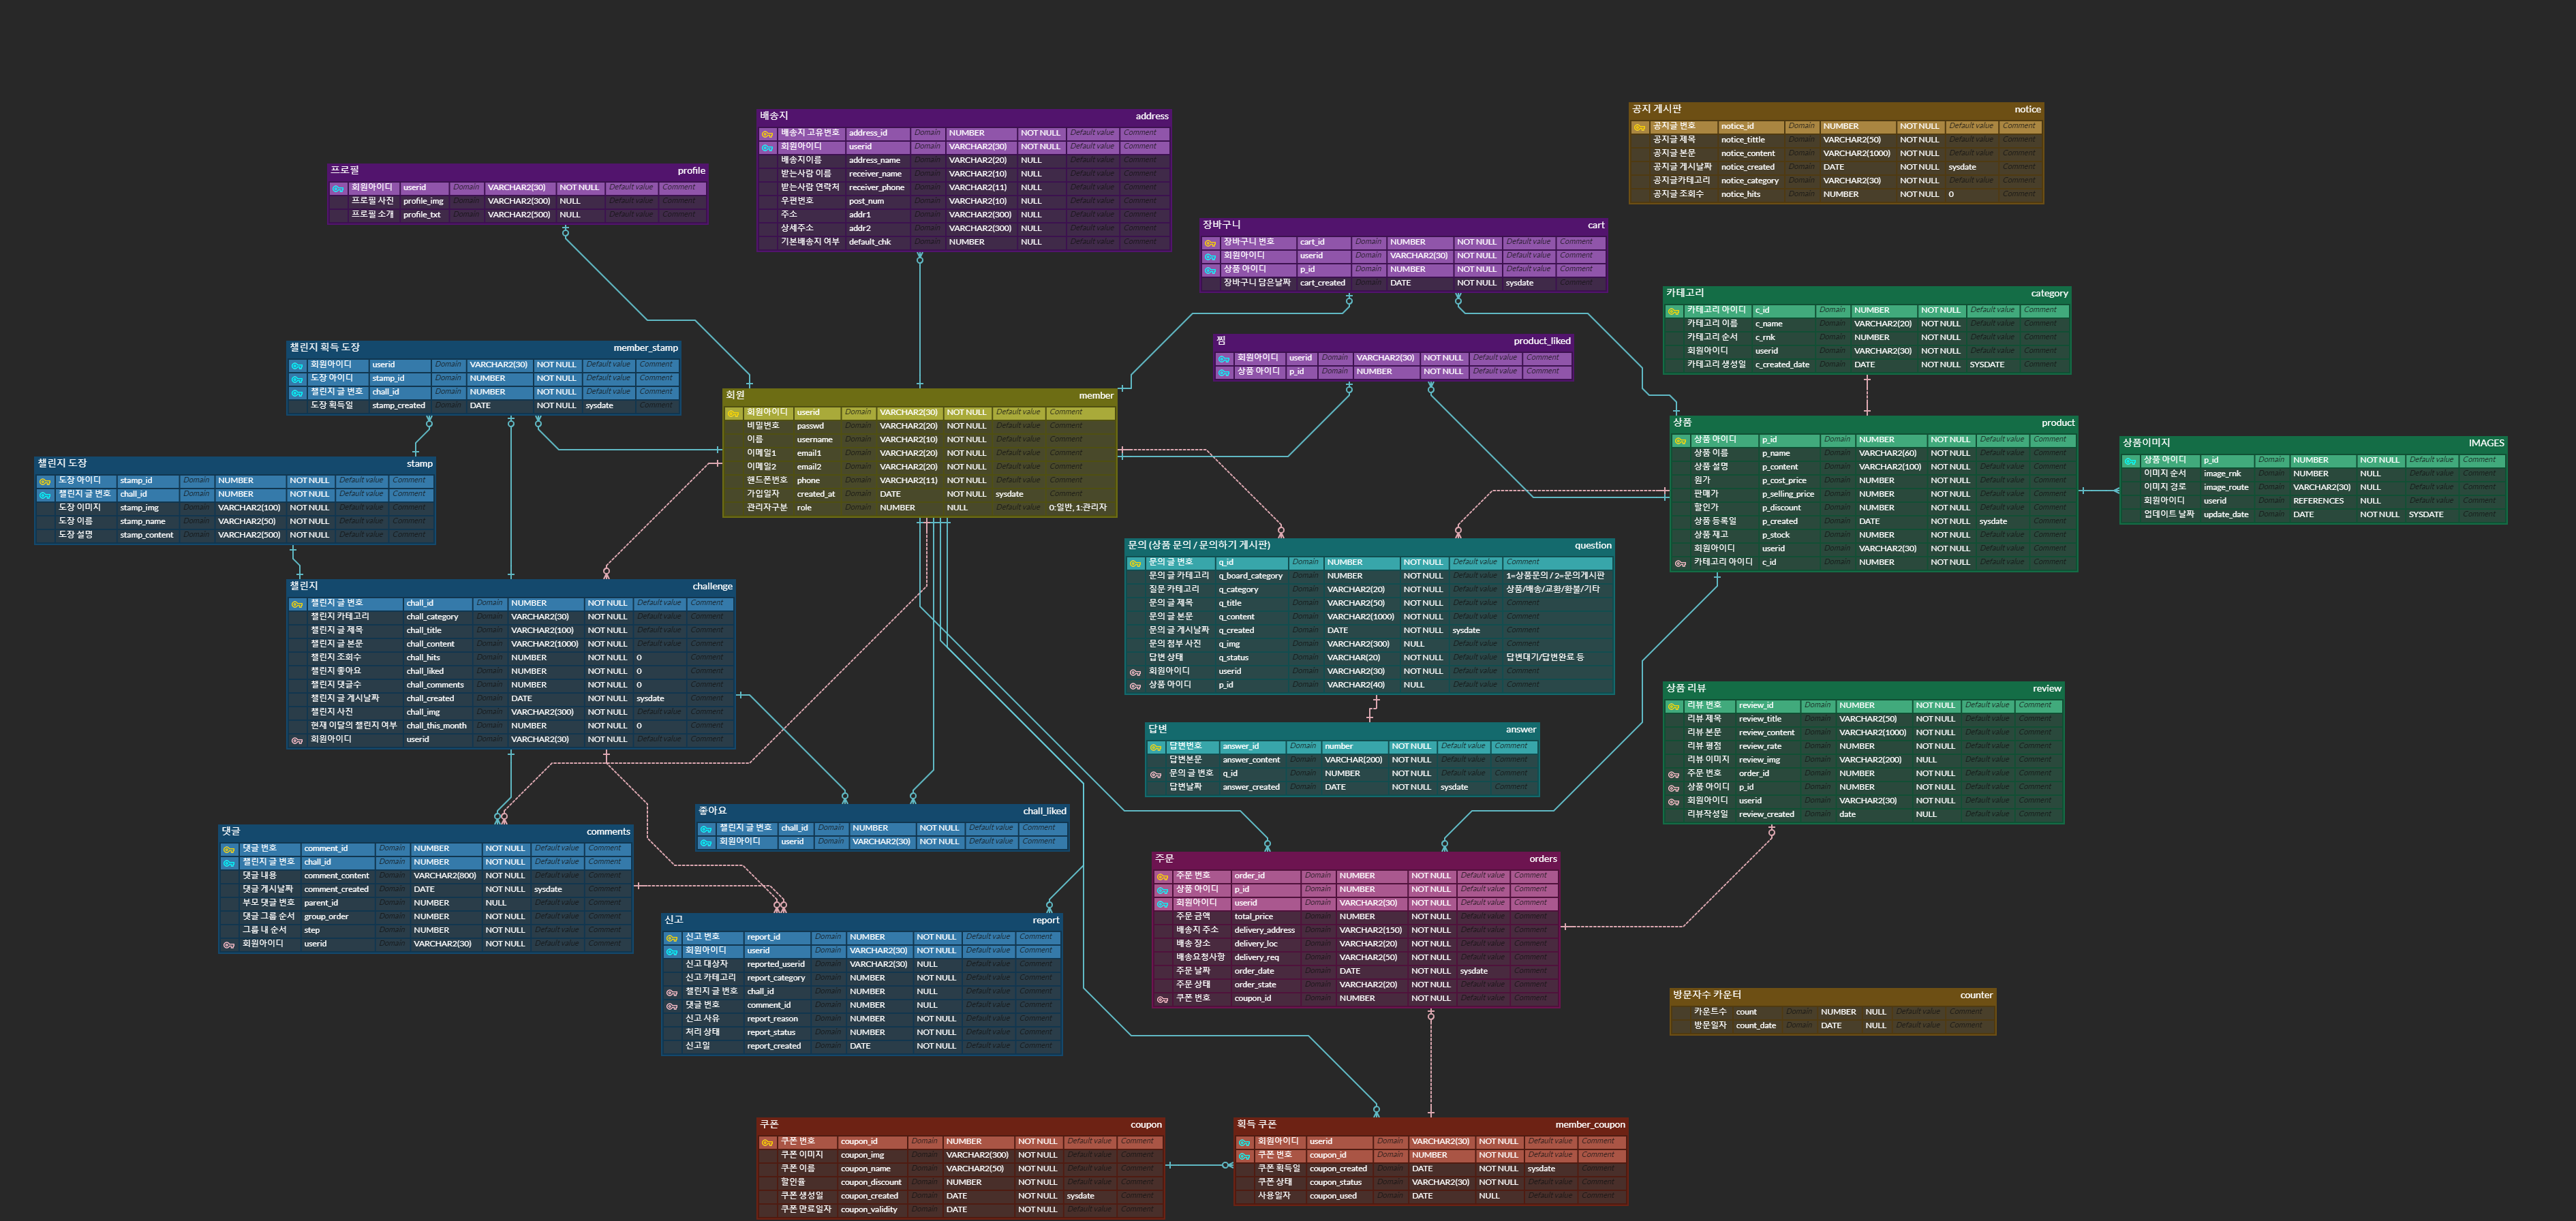 배송지 address
배송지 고유번호 address_id Domain NUMBER NOT NULL Default value Comment
회원아이디 userid Domain VARCHAR2(30) NOT NULL Default value Comment
배송지이름 address_name Domain VARCHAR2(20) NULL Default value Comment
받는사람 이름 receiver_name Domain VARCHAR2(10) NULL Default value Comment
받는사람 연락처 receiver_phone Domain VARCHAR2(11) NULL Default value Comment
우편번호 post_num Domain VARCHAR2(10) NULL Default value Comment
주소 addr1 Domain VARCHAR2(300) NULL Default value Comment
상세주소 addr2 Domain VARCHAR2(300) NULL Default value Comment
기본배송지 여부 default_chk Domain NUMBER NULL Default value Comment
공지 게시판 notice
공지글 번호 notice_id Domain NUMBER NOT NULL Default value Comment
공지글 제목 notice_tittle Domain VARCHAR2(50) NOT NULL Default value Comment
공지글 본문 notice_content Domain VARCHAR2(1000) NOT NULL Default value Comment
공지글 게시날짜 notice_created Domain DATE NOT NULL sysdate Comment
공지글카테고리 notice_category Domain VARCHAR2(30) NOT NULL Default value Comment
공지글 조회수 notice_hits Domain NUMBER NOT NULL 0 Comment
프로필 profile
회원아이디 userid Domain VARCHAR2(30) NOT NULL Default value Comment
프로필 사진 profile_img Domain VARCHAR2(300) NULL Default value Comment
프로필 소개 profile_txt Domain VARCHAR2(500) NULL Default value Comment
장바구니 cart
장바구니 번호 cart_id Domain NUMBER NOT NULL Default value Comment
회원아이디 userid Domain VARCHAR2(30) NOT NULL Default value Comment
상품 아이디 p_id Domain NUMBER NOT NULL Default value Comment
장바구니 담은날짜 cart_created Domain DATE NOT NULL sysdate Comment
카테고리 category
카테고리 아이디 c_id Domain NUMBER NOT NULL Default value Comment
카테고리 이름 c_name Domain VARCHAR2(20) NOT NULL Default value Comment
카테고리 순서 c_rnk Domain NUMBER NOT NULL Default value Comment
회원아이디 userid Domain VARCHAR2(30) NOT NULL Default value Comment
카테고리 생성일 c_created_date Domain DATE NOT NULL SYSDATE Comment
찜 product_liked
회원아이디 userid Domain VARCHAR2(30) NOT NULL Default value Comment
상품 아이디 p_id Domain NUMBER NOT NULL Default value Comment
챌린지 획득 도장 member_stamp
회원아이디 userid Domain VARCHAR2(30) NOT NULL Default value Comment
도장 아이디 stamp_id Domain NUMBER NOT NULL Default value Comment
챌린지 글 번호 chall_id Domain NUMBER NOT NULL Default value Comment
도장 획득일 stamp_created Domain DATE NOT NULL sysdate Comment
회원 member
회원아이디 userid Domain VARCHAR2(30) NOT NULL Default value Comment
비밀번호 passwd Domain VARCHAR2(20) NOT NULL Default value Comment
이름 username Domain VARCHAR2(10) NOT NULL Default value Comment
이메일1 email1 Domain VARCHAR2(20) NOT NULL Default value Comment
이메일2 email2 Domain VARCHAR2(20) NOT NULL Default value Comment
핸드폰번호 phone Domain VARCHAR2(11) NOT NULL Default value Comment
가입일자 created_at Domain DATE NOT NULL sysdate Comment
관리자구분 role Domain NUMBER NULL Default value 0:일반, 1:관리자
상품 product
상품 아이디 p_id Domain NUMBER NOT NULL Default value Comment
상품 이름 p_name Domain VARCHAR2(60) NOT NULL Default value Comment
상품 설명 p_content Domain VARCHAR2(100) NOT NULL Default value Comment
원가 p_cost_price Domain NUMBER NOT NULL Default value Comment
판매가 p_selling_price Domain NUMBER NOT NULL Default value Comment
할인가 p_discount Domain NUMBER NOT NULL Default value Comment
상품 등록일 p_created Domain DATE NOT NULL sysdate Comment
상품 재고 p_stock Domain NUMBER NOT NULL Default value Comment
회원아이디 userid Domain VARCHAR2(30) NOT NULL Default value Comment
카테고리 아이디 c_id Domain NUMBER NOT NULL Default value Comment
상품이미지 IMAGES
상품 아이디 p_id Domain NUMBER NOT NULL Default value Comment
이미지 순서 image_rnk Domain NUMBER NULL Default value Comment
이미지 경로 image_route Domain VARCHAR2(30) NULL Default value Comment
회원아이디 userid Domain REFERENCES NULL Default value Comment
업데이트 날짜 update_date Domain DATE NOT NULL SYSDATE Comment
챌린지 도장 stamp
도장 아이디 stamp_id Domain NUMBER NOT NULL Default value Comment
챌린지 글 번호 chall_id Domain NUMBER NOT NULL Default value Comment
도장 이미지 stamp_img Domain VARCHAR2(100) NOT NULL Default value Comment
도장 이름 stamp_name Domain VARCHAR2(50) NOT NULL Default value Comment
도장 설명 stamp_content Domain VARCHAR2(500) NOT NULL Default value Comment
문의 (상품 문의 / 문의하기 게시판) question
문의 글 번호 q_id Domain NUMBER NOT NULL Default value Comment
문의 글 카테고리 q_board_category Domain NUMBER NOT NULL Default value 1=상품문의 / 2=문의게시판
질문 카테고리 q_category Domain VARCHAR2(20) NOT NULL Default value 상품/배송/교환/환불/기타
문의 글 제목 q_title Domain VARCHAR2(50) NOT NULL Default value Comment
문의 글 본문 q_content Domain VARCHAR2(1000) NOT NULL Default value Comment
문의 글 게시날짜 q_created Domain DATE NOT NULL sysdate Comment
문의 첨부 사진 q_img Domain VARCHAR2(300) NULL Default value Comment
답변 상태 q_status Domain VARCHAR(20) NOT NULL Default value 답변대기/답변완료 등
회원아이디 userid Domain VARCHAR2(30) NOT NULL Default value Comment
상품 아이디 p_id Domain VARCHAR2(40) NULL Default value Comment
챌린지 challenge
챌린지 글 번호 chall_id Domain NUMBER NOT NULL Default value Comment
챌린지 카테고리 chall_category Domain VARCHAR2(30) NOT NULL Default value Comment
챌린지 글 제목 chall_title Domain VARCHAR2(100) NOT NULL Default value Comment
챌린지 글 본문 chall_content Domain VARCHAR2(1000) NOT NULL Default value Comment
챌린지 조회수 chall_hits Domain NUMBER NOT NULL 0 Comment
챌린지 좋아요 chall_liked Domain NUMBER NOT NULL 0 Comment
챌린지 댓글수 chall_comments Domain NUMBER NOT NULL 0 Comment
챌린지 글 게시날짜 chall_created Domain DATE NOT NULL sysdate Comment
챌린지 사진 chall_img Domain VARCHAR2(300) NOT NULL Default value Comment
현재 이달의 챌린지 여부 chall_this_month Domain NUMBER NOT NULL 0 Comment
회원아이디 userid Domain VARCHAR2(30) NOT NULL Default value Comment
상품 리뷰 review
리뷰 번호 review_id Domain NUMBER NOT NULL Default value Comment
리뷰 제목 review_title Domain VARCHAR2(50) NOT NULL Default value Comment
리뷰 본문 review_content Domain VARCHAR2(1000) NOT NULL Default value Comment
리뷰 평점 review_rate Domain NUMBER NOT NULL Default value Comment
리뷰 이미지 review_img Domain VARCHAR2(200) NULL Default value Comment
주문 번호 order_id Domain NUMBER NOT NULL Default value Comment
상품 아이디 p_id Domain NUMBER NOT NULL Default value Comment
회원아이디 userid Domain VARCHAR2(30) NOT NULL Default value Comment
리뷰작성일 review_created Domain date NULL Default value Comment
답변 answer
답변번호 answer_id Domain number NOT NULL Default value Comment
답변본문 answer_content Domain VARCHAR(200) NOT NULL Default value Comment
문의 글 번호 q_id Domain NUMBER NOT NULL Default value Comment
답변날짜 answer_created Domain DATE NOT NULL sysdate Comment
좋아요 chall_liked
챌린지 글 번호 chall_id Domain NUMBER NOT NULL Default value Comment
회원아이디 userid Domain VARCHAR2(30) NOT NULL Default value Comment
댓글 comments
댓글 번호 comment_id Domain NUMBER NOT NULL Default value Comment
챌린지 글 번호 chall_id Domain NUMBER NOT NULL Default value Comment
댓글 내용 comment_content Domain VARCHAR2(800) NOT NULL Default value Comment
댓글 게시날짜 comment_created Domain DATE NOT NULL sysdate Comment
부모 댓글 번호 parent_id Domain NUMBER NULL Default value Comment
댓글 그룹 순서 group_order Domain NUMBER NOT NULL Default value Comment
그룹 내 순서 step Domain NUMBER NOT NULL Default value Comment
회원아이디 userid Domain VARCHAR2(30) NOT NULL Default value Comment
주문 orders
주문 번호 order_id Domain NUMBER NOT NULL Default value Comment
상품 아이디 p_id Domain NUMBER NOT NULL Default value Comment
회원아이디 userid Domain VARCHAR2(30) NOT NULL Default value Comment
주문 금액 total_price Domain NUMBER NOT NULL Default value Comment
배송지 주소 delivery_address Domain VARCHAR2(150) NOT NULL Default value Comment
배송 장소 delivery_loc Domain VARCHAR2(20) NOT NULL Default value Comment
배송요청사항 delivery_req Domain VARCHAR2(50) NOT NULL Default value Comment
주문 날짜 order_date Domain DATE NOT NULL sysdate Comment
주문 상태 order_state Domain VARCHAR2(20) NOT NULL Default value Comment
쿠폰 번호 coupon_id Domain NUMBER NOT NULL Default value Comment
신고 report
신고 번호 report_id Domain NUMBER NOT NULL Default value Comment
회원아이디 userid Domain VARCHAR2(30) NOT NULL Default value Comment
신고 대상자 reported_userid Domain VARCHAR2(30) NULL Default value Comment
신고 카테고리 report_category Domain NUMBER NOT NULL Default value Comment
챌린지 글 번호 chall_id Domain NUMBER NULL Default value Comment
댓글 번호 comment_id Domain NUMBER NULL Default value Comment
신고 사유 report_reason Domain NUMBER NOT NULL Default value Comment
처리 상태 report_status Domain NUMBER NOT NULL Default value Comment
신고일 report_created Domain DATE NOT NULL Default value Comment
방문자수 카운터 counter
카운트수 count Domain NUMBER NULL Default value Comment
방문일자 count_date Domain DATE NULL Default value Comment
쿠폰 coupon
쿠폰 번호 coupon_id Domain NUMBER NOT NULL Default value Comment
쿠폰 이미지 coupon_img Domain VARCHAR2(300) NOT NULL Default value Comment
쿠폰 이름 coupon_name Domain VARCHAR2(50) NOT NULL Default value Comment
할인율 coupon_discount Domain NUMBER NOT NULL Default value Comment
쿠폰 생성일 coupon_created Domain DATE NOT NULL sysdate Comment
쿠폰 만료일자 coupon_validity Domain DATE NOT NULL Default value Comment
획득 쿠폰 member_coupon
회원아이디 userid Domain VARCHAR2(30) NOT NULL Default value Comment
쿠폰 번호 coupon_id Domain NUMBER NOT NULL Default value Comment
쿠폰 획득일 coupon_created Domain DATE NOT NULL sysdate Comment
쿠폰 상태 coupon_status Domain VARCHAR2(30) NOT NULL Default value Comment
사용일자 coupon_used Domain DATE NULL Default value Comment